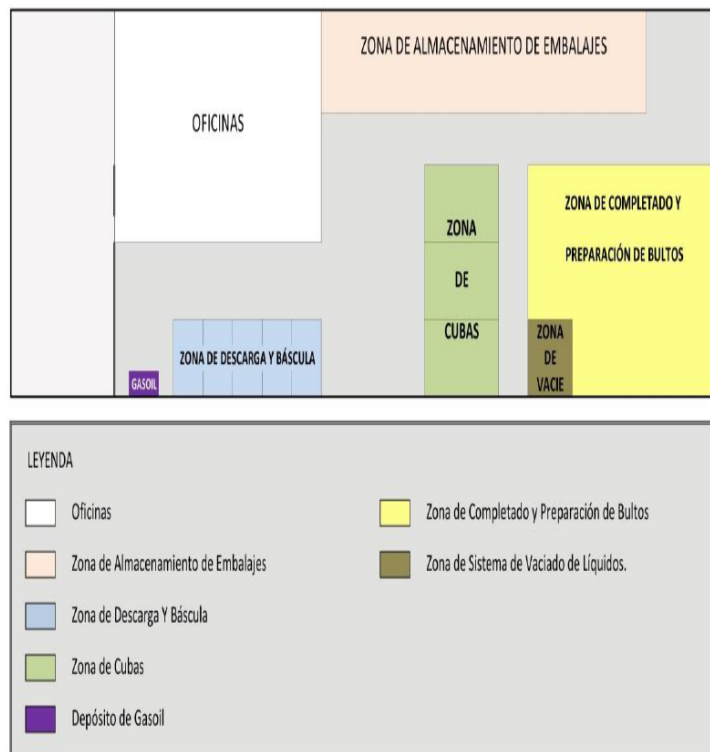 ZONA DE ALMACENAMIENTO DE EMBALAJES
OFICINAS
ZONA
DE
CUBAS
ZONA DE COMPLETADO Y
PREPARACIÓN DE BULTOS
ZONA DE DESCARGA Y BÁSCULA
GASOIL
ZONA
DE
VACIE
LEYENDA
Oficinas
Zona de Almacenamiento de Embalajes
Zona de Descarga Y Báscula
Zona de Cubas
Depósito de Gasoil
Zona de Completado y Preparación de Bultos
Zona de Sistema de Vaciado de Líquidos.